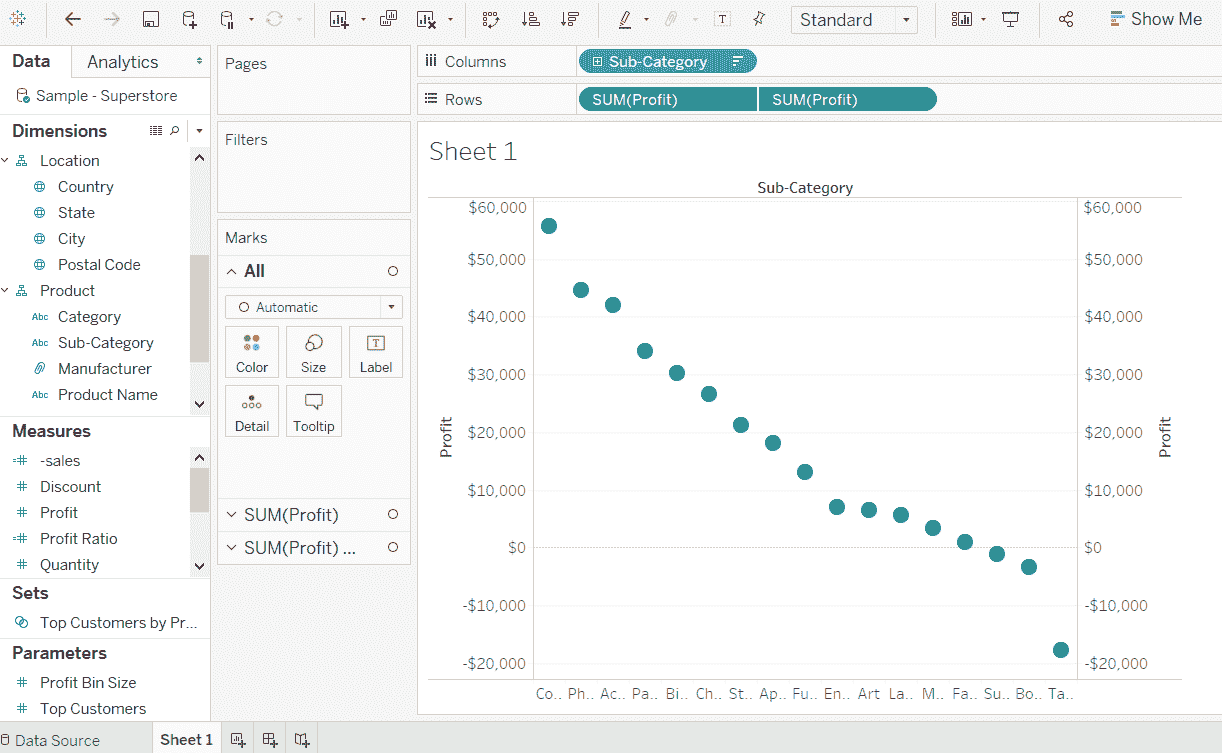 Standard
Show Me
Data
Analytics
Sample - Superstore
Dimensions
Location
Country
State
City
Postal Code
Product
Abc Category
Abc Sub-Category
Manufacturer
Abc Product Name
Measures
-sales
Discount
Profit
Profit Ratio
Quantity
Sets
Top Customers by Pr...
Parameters
Profit Bin Size
Top Customers
Pages
Filters
Marks
All
Automatic
Color Size Label
Detail Tooltip
SUM(Profit)
SUM(Profit) ...
Columns Sub-Category
Rows SUM(Profit) SUM(Profit)
Sheet 1
Sub-Category
$60,000 $60,000
$50,000 $50,000
$40,000 $40,000
$30,000 $30,000
Profit Profit
$20,000 $20,000
$10,000 $10,000
$0 $0
-$10,000 -$10,000
-$20,000 -$20,000
Co.. Ph.. Ac.. Pa.. Bi.. Ch.. St.. Ap.. Fu.. En.. Art La.. M.. Fa.. Su.. Bo.. Ta..
Data Source Sheet 1